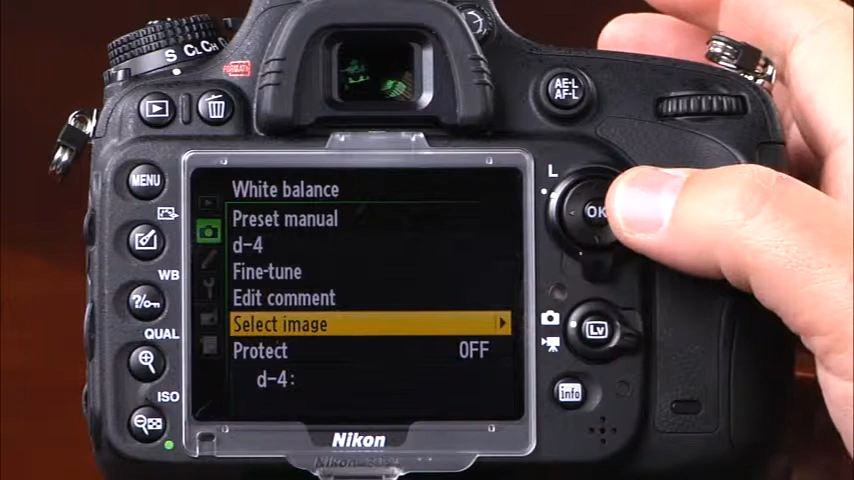 S CL CH
FORMAT
AE-L
AF-L
MENU
WB
?/
QUAL
ISO
L
OK
Lv
info
White balance
Preset manual
d-4
Fine-tune
Edit comment
Select image
Protect OFF
d-4:
Nikon